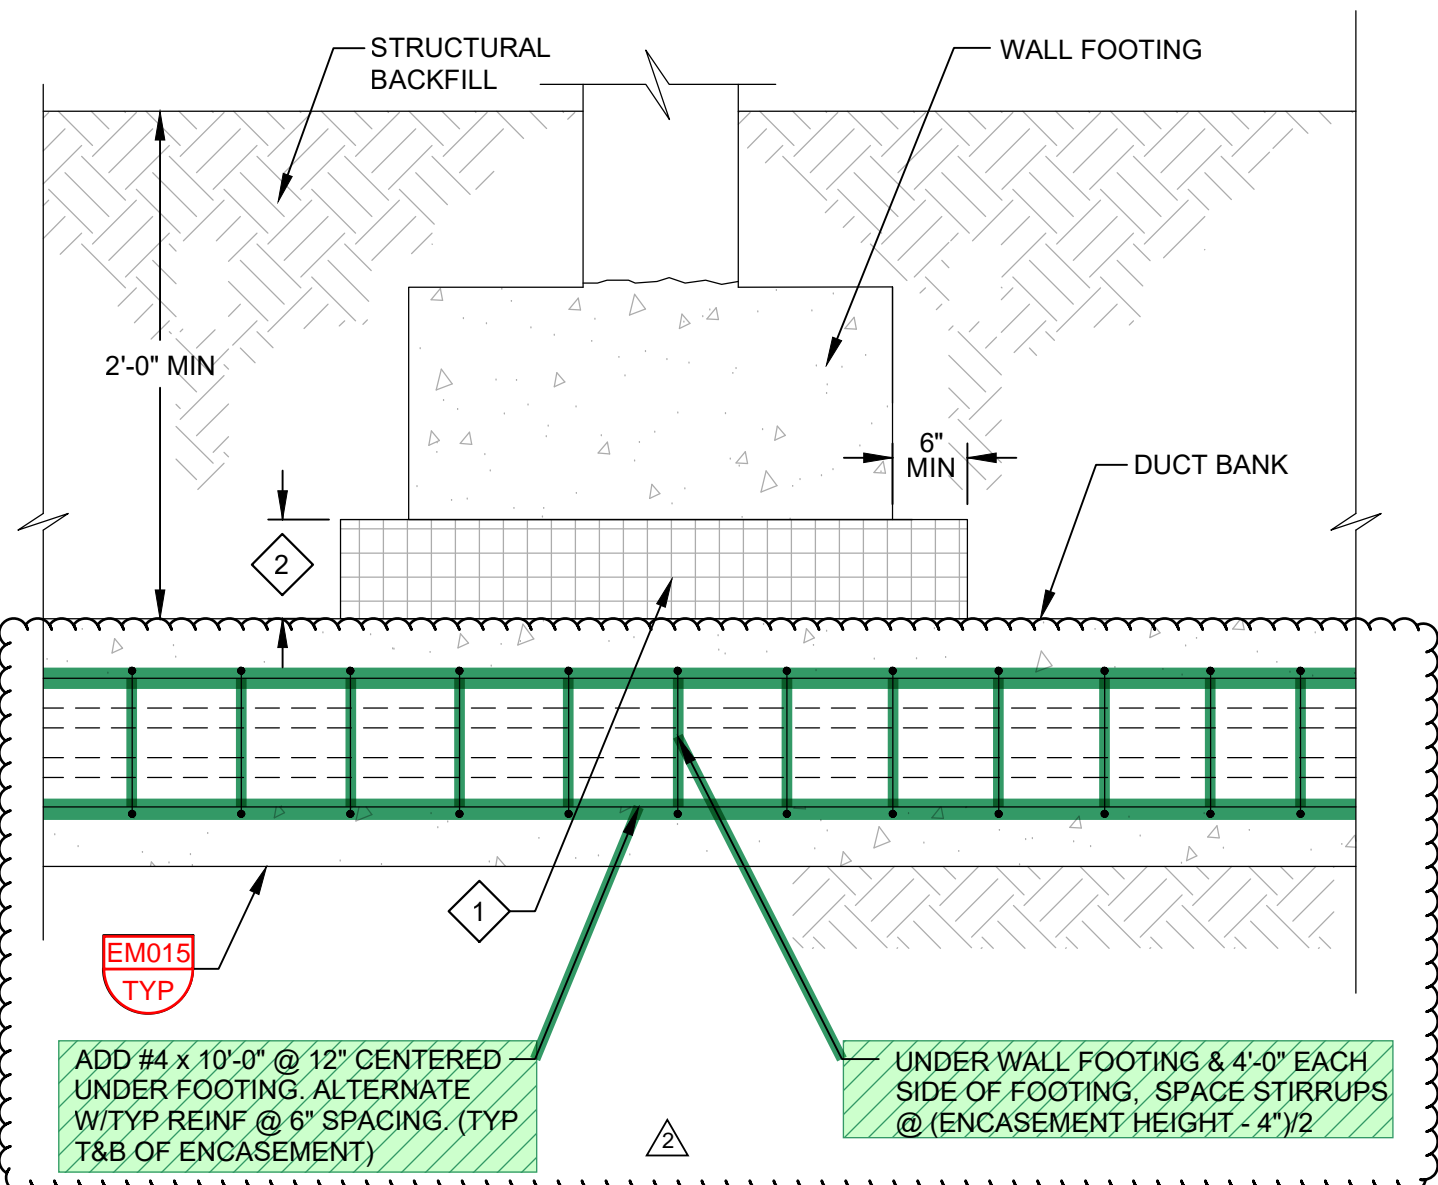 STRUCTURAL
BACKFILL
WALL FOOTING
2'-0" MIN
6"
MIN
DUCT BANK
2
1
EM015
TYP
ADD #4 x 10'-0" @ 12" CENTERED
UNDER FOOTING. ALTERNATE
W/TYP REINF @ 6" SPACING. (TYP
T&B OF ENCASEMENT)
UNDER WALL FOOTING & 4'-0" EACH
SIDE OF FOOTING, SPACE STIRRUPS
@ (ENCASEMENT HEIGHT - 4")/2
2